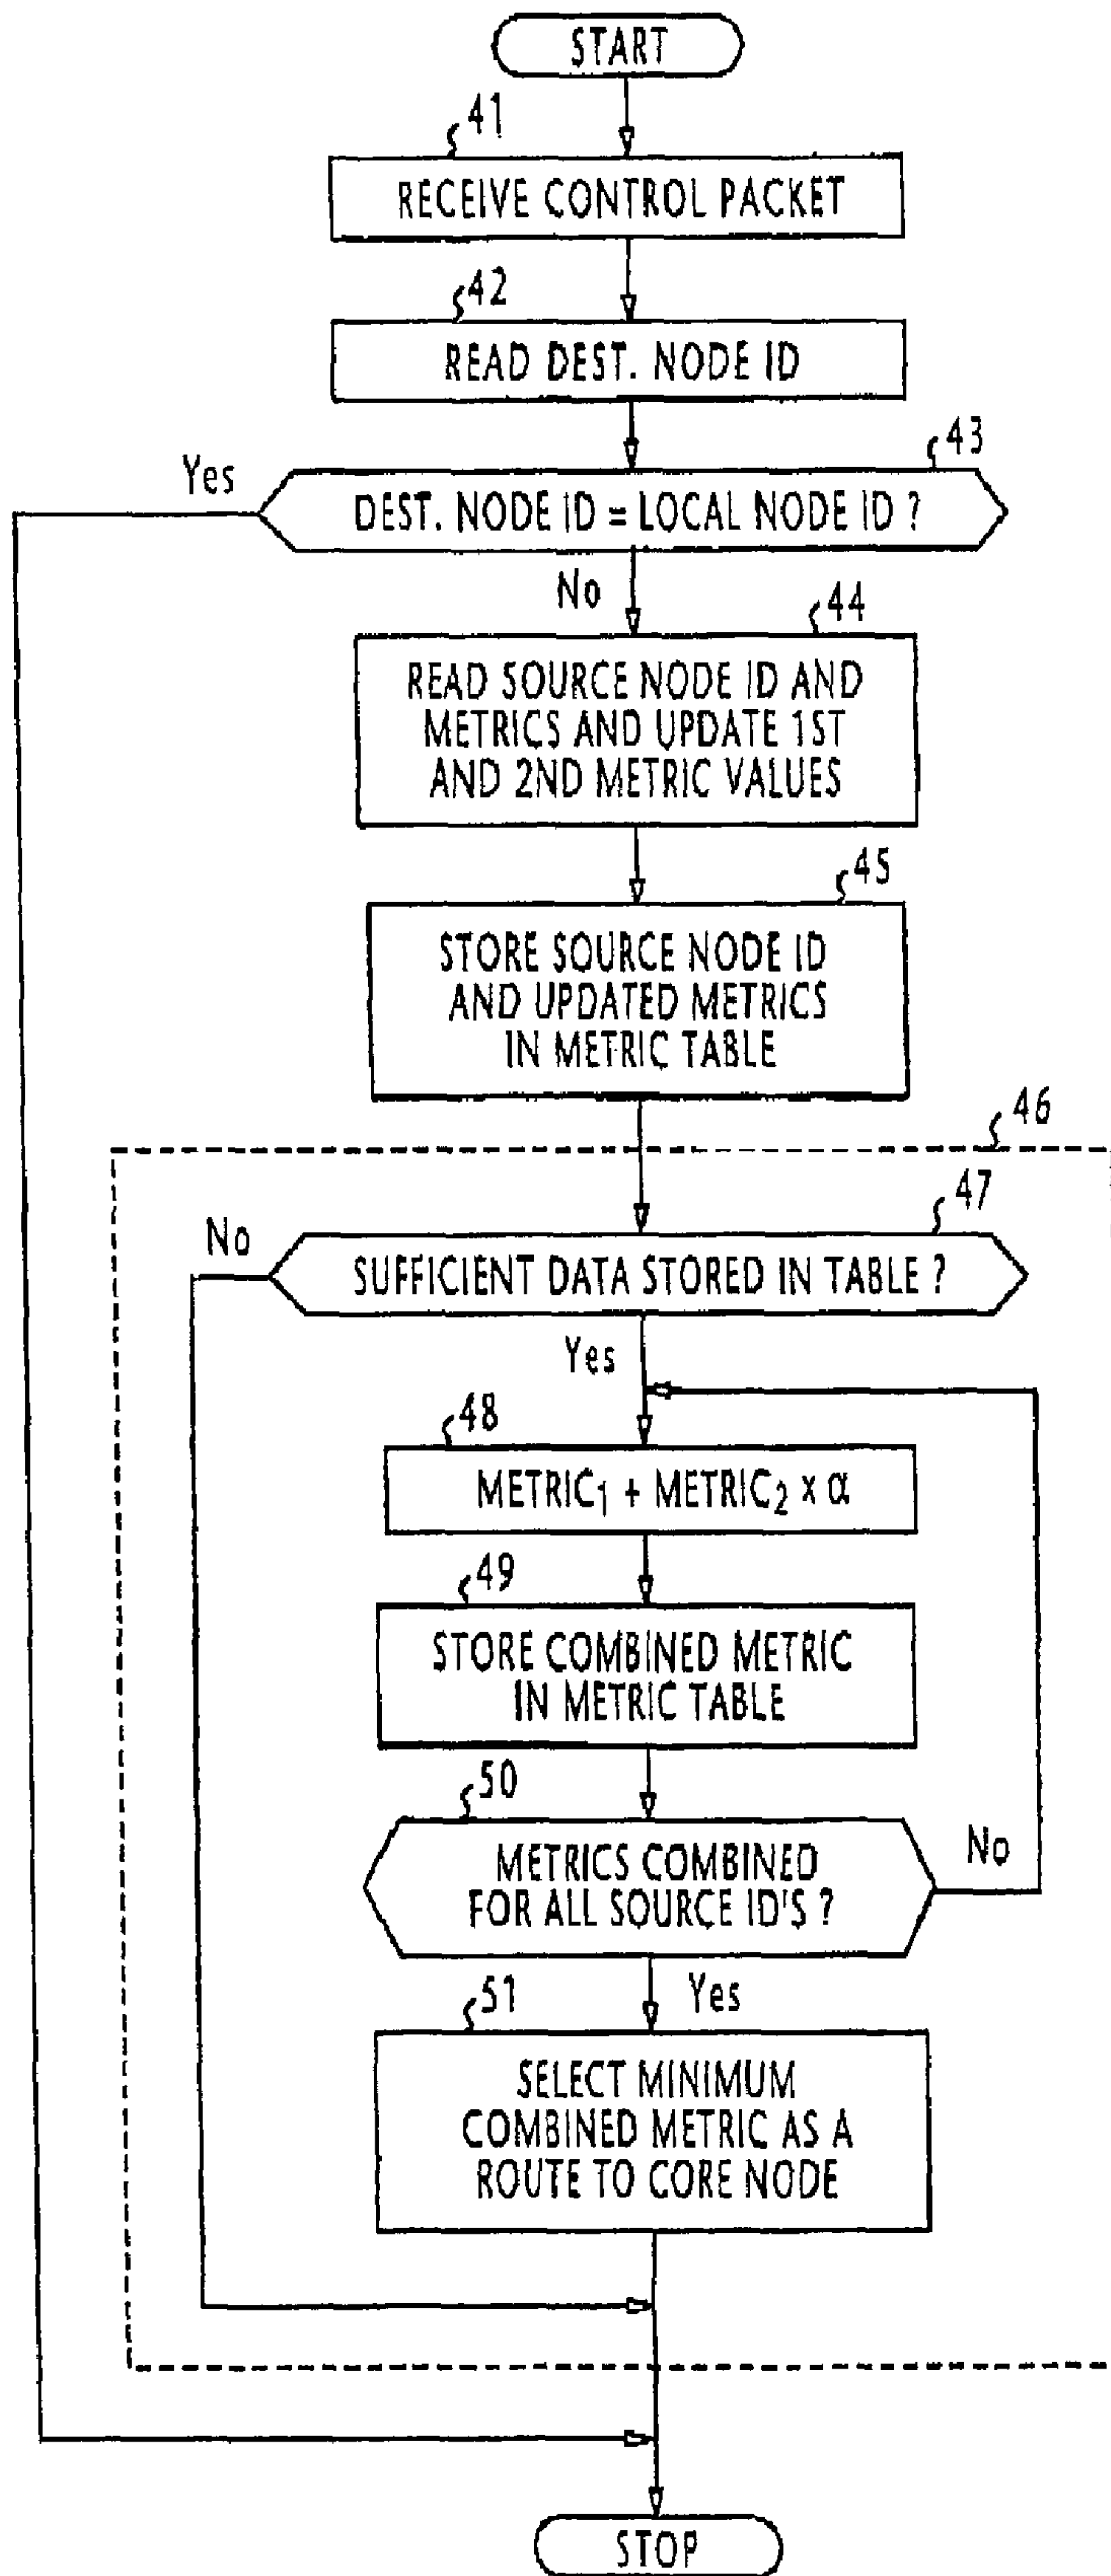 START
41
RECEIVE CONTROL PACKET
42
READ DEST. NODE ID
43
Yes
DEST. NODE ID = LOCAL NODE ID ?
No
44
READ SOURCE NODE ID AND
METRICS AND UPDATE 1ST
AND 2ND METRIC VALUES
45
STORE SOURCE NODE ID
AND UPDATED METRICS
IN METRIC TABLE
46
47
No
SUFFICIENT DATA STORED IN TABLE ?
Yes
48
METRIC₁ + METRIC₂ x α
49
STORE COMBINED METRIC
IN METRIC TABLE
50
METRICS COMBINED
FOR ALL SOURCE ID'S ?
No
Yes
51
SELECT MINIMUM
COMBINED METRIC AS A
ROUTE TO CORE NODE
STOP